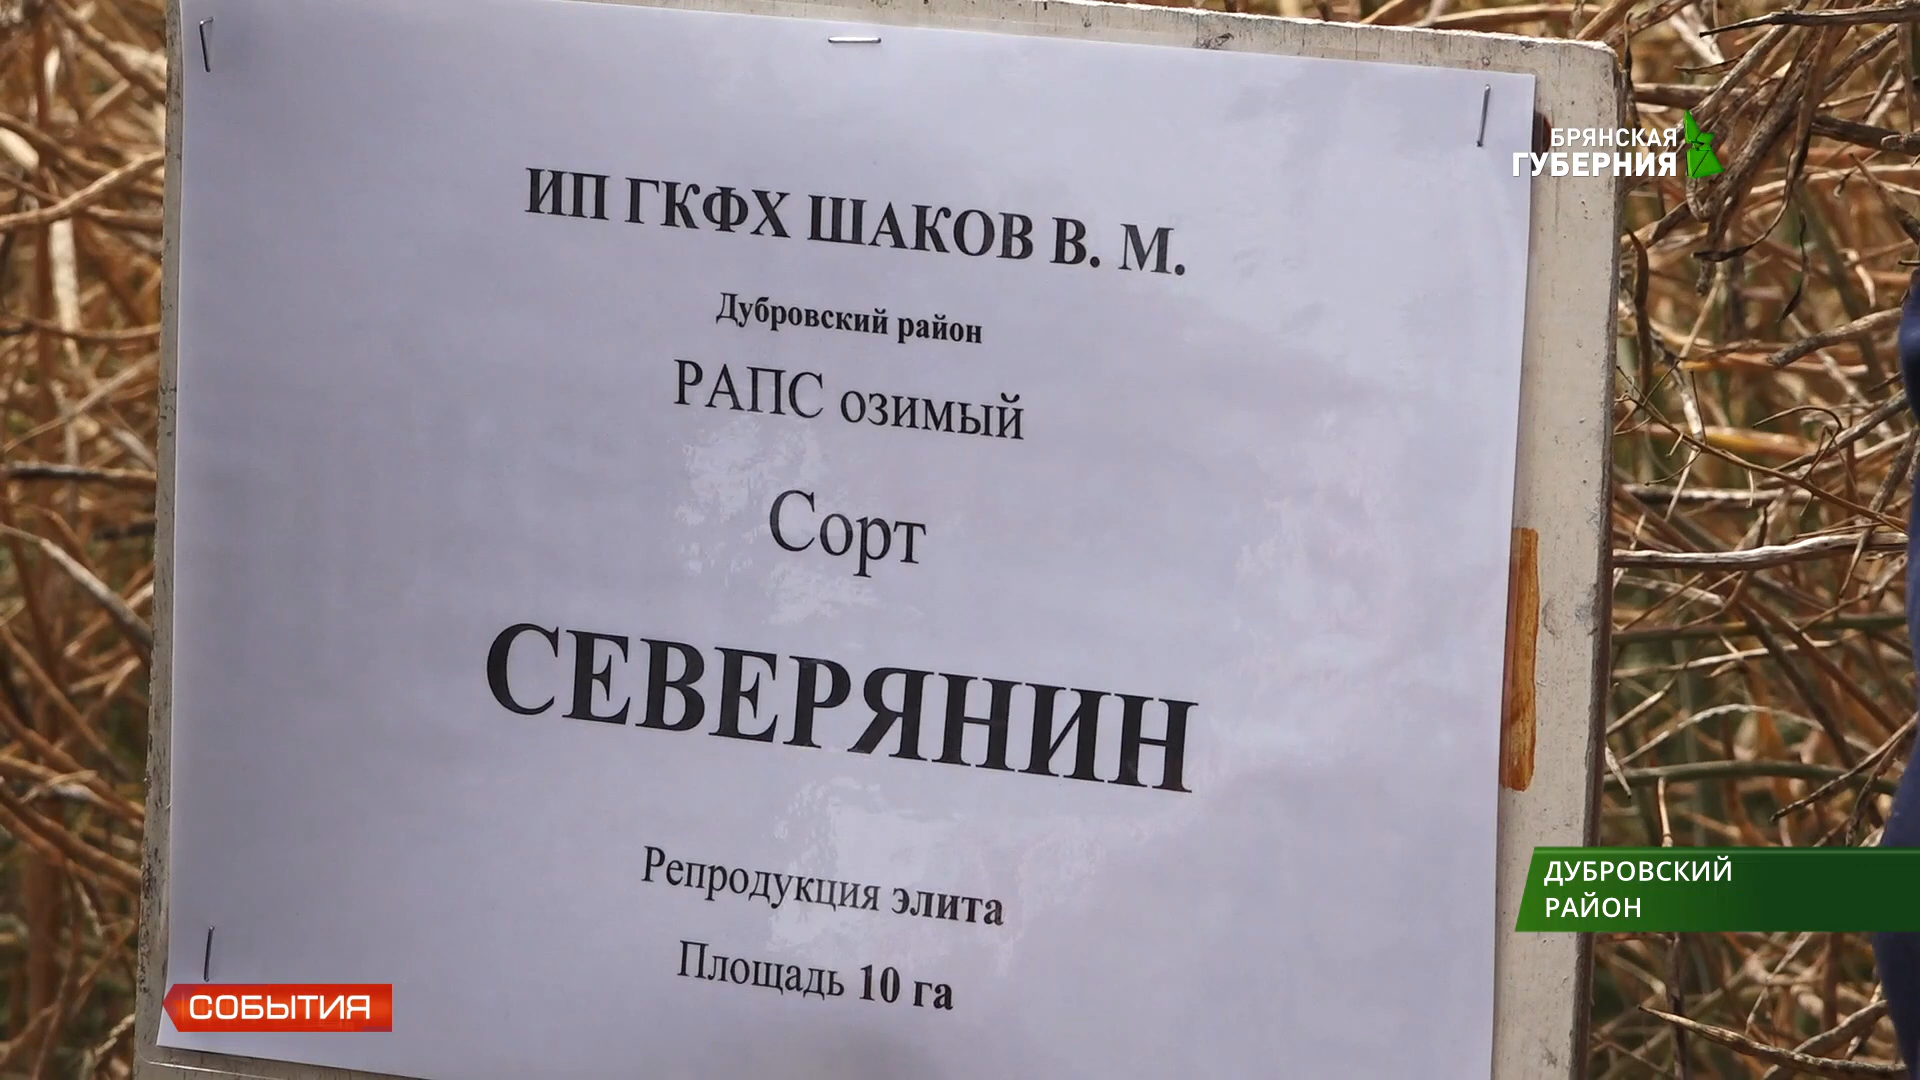 ИП ГКФХ ШАКОВ В. М.
Дубровский район
РАПС озимый
Сорт
СЕВЕРЯНИН
Репродукция элита
Площадь 10 га
БРЯНСКАЯ
ГУБЕРНИЯ
ДУБРОВСКИЙ
РАЙОН
СОБЫТИЯ